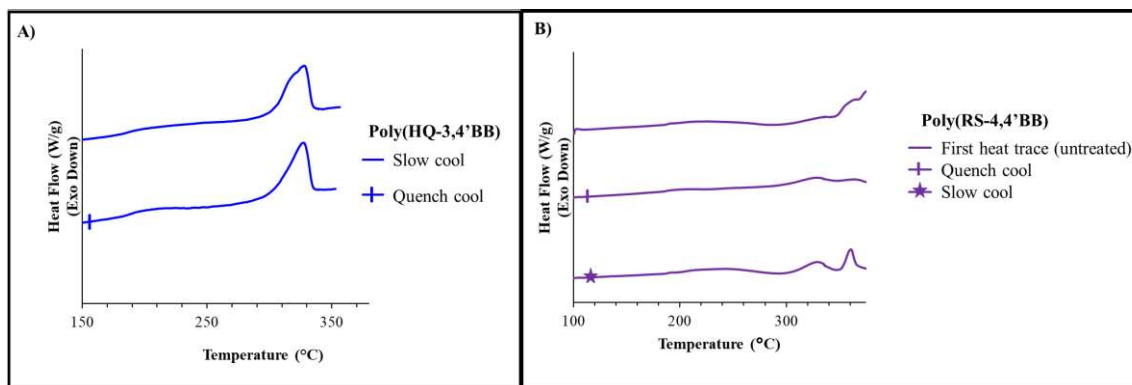 A)
Heat Flow (W/g)
(Exo Down)
150
250
350
Temperature (°C)
Poly(HQ-3,4’BB)
Slow cool
Quench cool
B)
Heat Flow (W/g)
(Exo Down)
100
200
300
Temperature (°C)
Poly(RS-4,4’BB)
First heat trace (untreated)
Quench cool
Slow cool